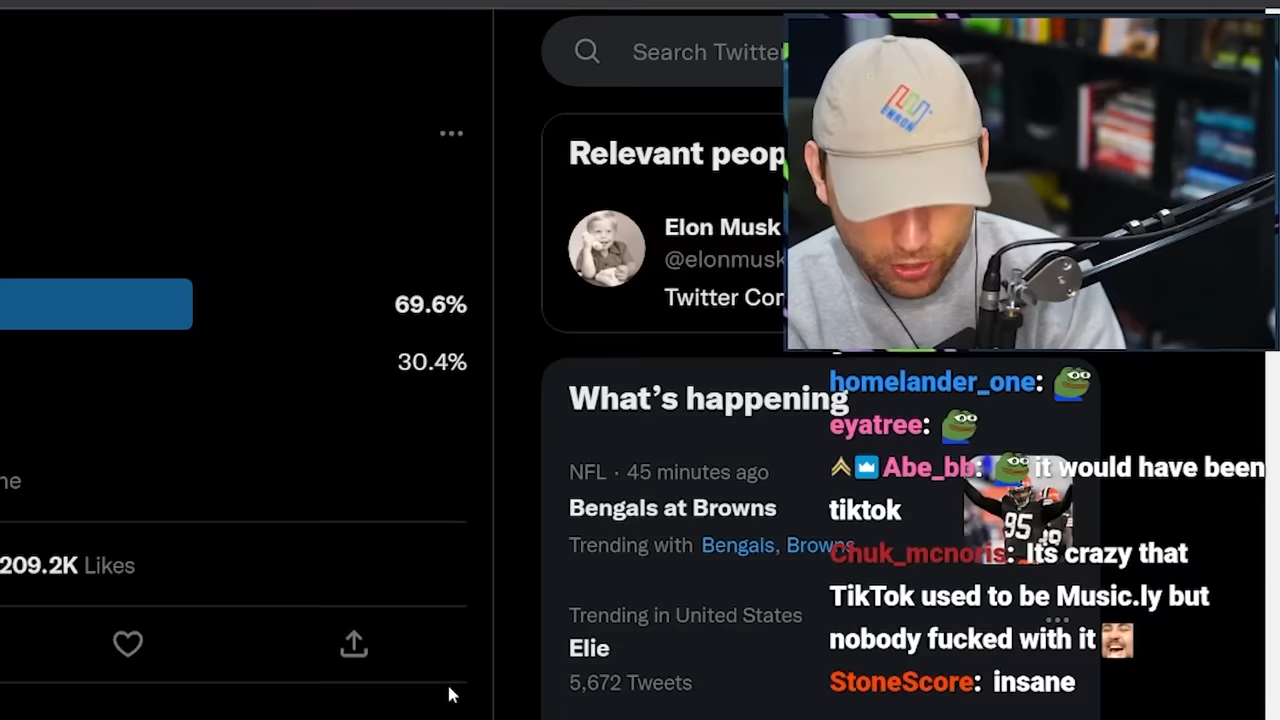 Search Twitter
ENRON
Relevant peop
Elon Musk
@elonmusk
Twitter Com
69.6%
30.4%
What's happening
NFL · 45 minutes ago
Bengals at Browns
Trending with Bengals, Browns
ne
209.2K Likes
Trending in United States
Elie
5,672 Tweets
homelander_one:
eyatree:
Abe_bb: it would have been
tiktok
95
Chuk_mcnoris: Its crazy that
TikTok used to be Music.ly but
nobody fucked with it
StoneScore: insane